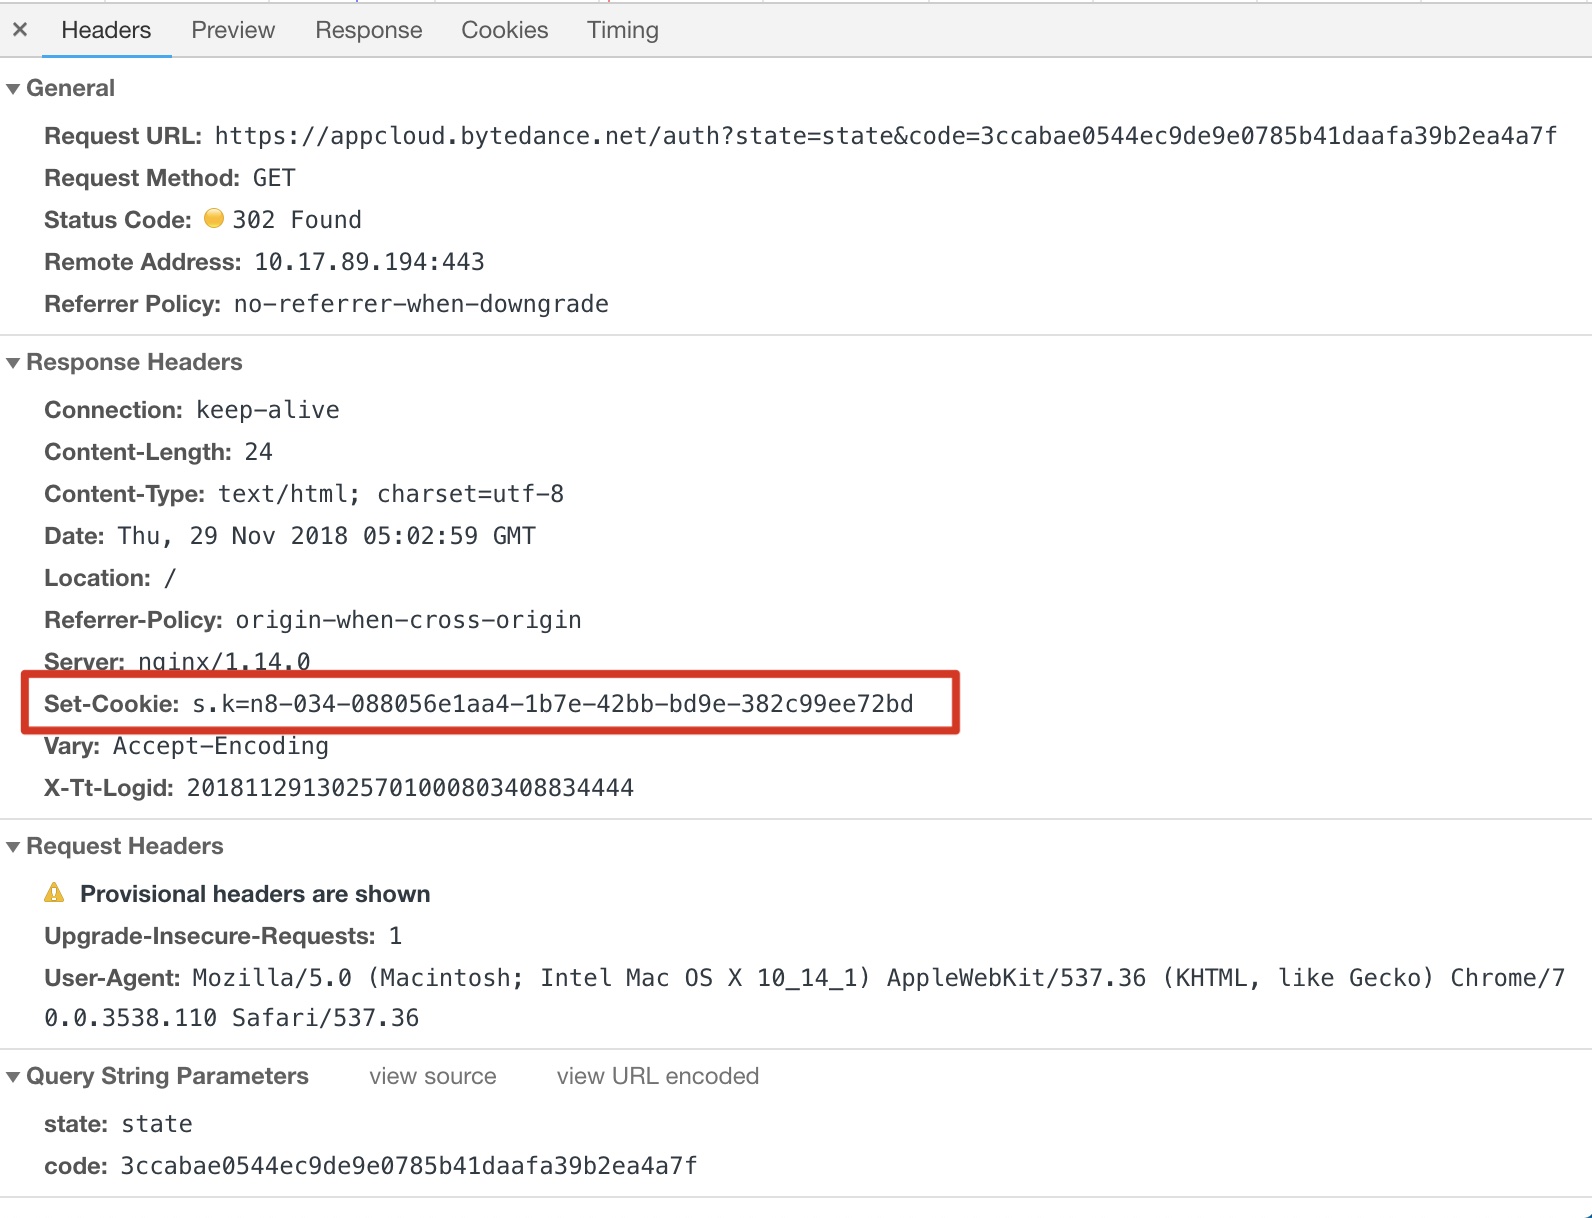 × Headers Preview Response Cookies Timing
General
Request URL: https://appcloud.bytedance.net/auth?state=state&code=3ccabae0544ec9de9e0785b41daafa39b2ea4a7f
Request Method: GET
Status Code: 302 Found
Remote Address: 10.17.89.194:443
Referrer Policy: no-referrer-when-downgrade
Response Headers
Connection: keep-alive
Content-Length: 24
Content-Type: text/html; charset=utf-8
Date: Thu, 29 Nov 2018 05:02:59 GMT
Location: /
Referrer-Policy: origin-when-cross-origin
Server: nginx/1.14.0
Set-Cookie: s.k=n8-034-088056e1aa4-1b7e-42bb-bd9e-382c99ee72bd
Vary: Accept-Encoding
X-Tt-Logid: 2018112913025701000803408834444
Request Headers
Provisional headers are shown
Upgrade-Insecure-Requests: 1
User-Agent: Mozilla/5.0 (Macintosh; Intel Mac OS X 10_14_1) AppleWebKit/537.36 (KHTML, like Gecko) Chrome/7
0.0.3538.110 Safari/537.36
Query String Parameters view source view URL encoded
state: state
code: 3ccabae0544ec9de9e0785b41daafa39b2ea4a7f